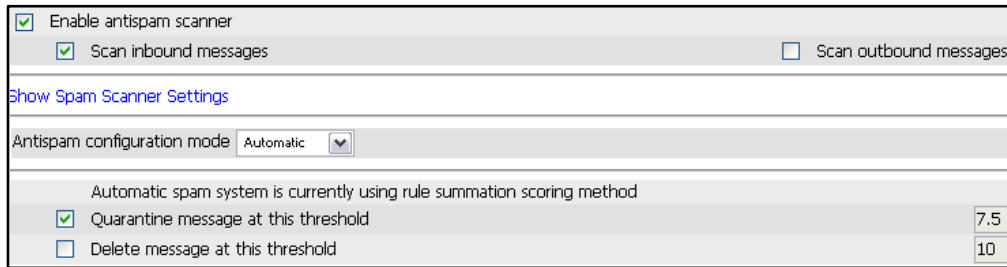 Enable antispam scanner
Scan inbound messages Scan outbound messages
Show Spam Scanner Settings
Antispam configuration mode Automatic
Automatic spam system is currently using rule summation scoring method
Quarantine message at this threshold 7.5
Delete message at this threshold 10